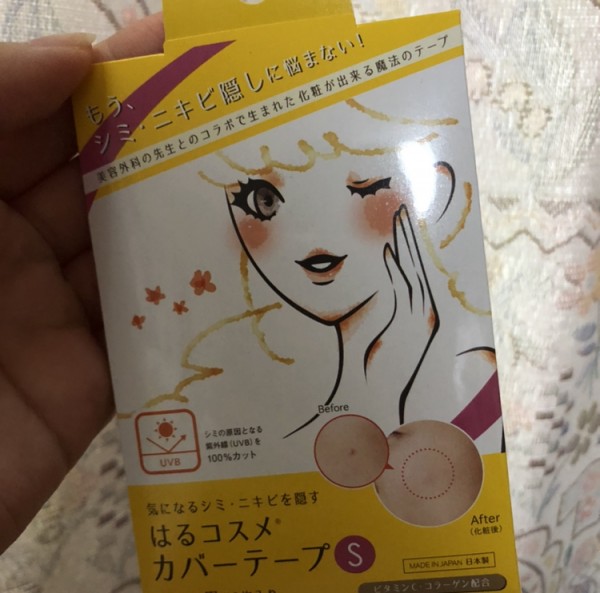 もう、
シミ・ニキビ隠しに悩まない!
美容外科の先生とのコラボで生まれた化粧が出来る魔法のテープ
UVB
シミの原因となる
紫外線(UVB)を
100%カット
Before
After
(化粧後)
気になるシミ・ニキビを隠す
はるコスメ®
カバーテープ S
MADE IN JAPAN 日本製
ビタミンC・コラーゲン配合